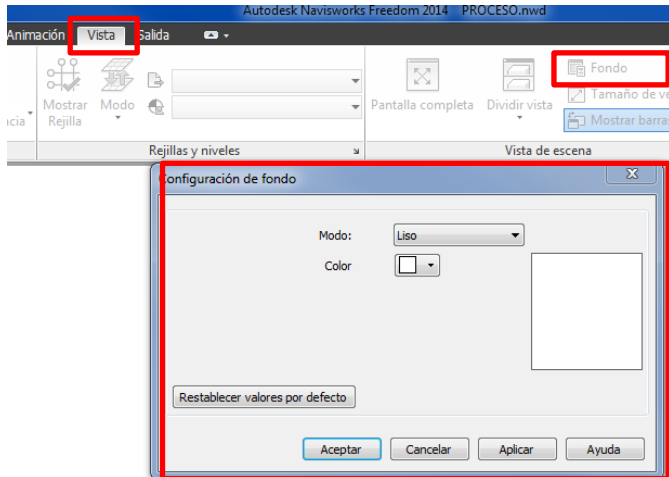 Autodesk Navisworks Freedom 2014 PROCESO.nwd
Animación Vista Salida
Mostrar Rejilla
Modo
Pantalla completa
Dividir vista
Fondo
Tamaño de
Mostrar barras
Rejillas y niveles
Vista de escena
Configuración de fondo
Modo: Liso
Color
Restablecer valores por defecto
Aceptar Cancelar Aplicar Ayuda